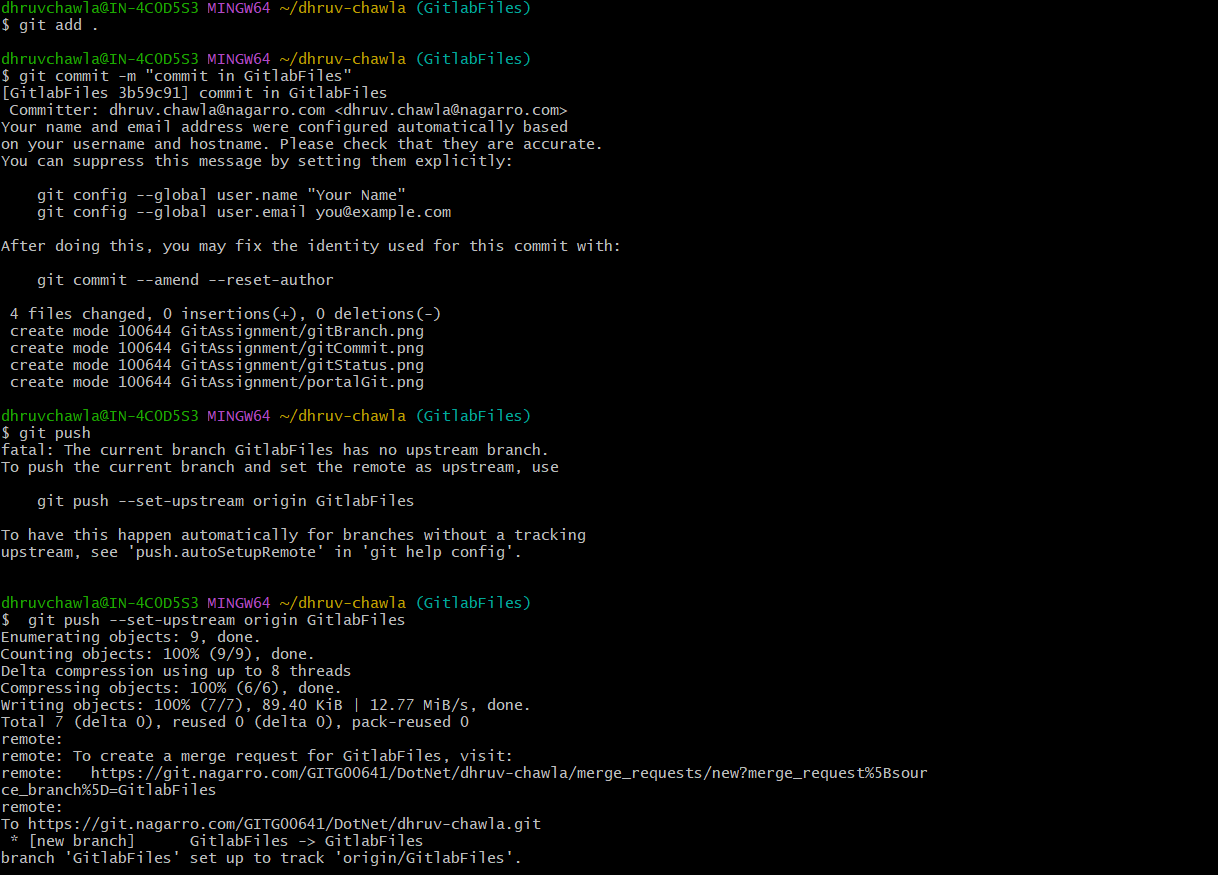 dhruvchawla@IN-4C0D5S3 MINGW64 ~/dhruv-chawla (GitlabFiles)
$ git add .
dhruvchawla@IN-4C0D5S3 MINGW64 ~/dhruv-chawla (GitlabFiles)
$ git commit -m "commit in GitlabFiles"
[GitlabFiles 3b59c91] commit in GitlabFiles
 Committer: dhruv.chawla@nagarro.com <dhruv.chawla@nagarro.com>
Your name and email address were configured automatically based
on your username and hostname. Please check that they are accurate.
You can suppress this message by setting them explicitly:
    git config --global user.name "Your Name"
    git config --global user.email you@example.com
After doing this, you may fix the identity used for this commit with:
    git commit --amend --reset-author
 4 files changed, 0 insertions(+), 0 deletions(-)
 create mode 100644 GitAssignment/gitBranch.png
 create mode 100644 GitAssignment/gitCommit.png
 create mode 100644 GitAssignment/gitStatus.png
 create mode 100644 GitAssignment/portalGit.png
dhruvchawla@IN-4C0D5S3 MINGW64 ~/dhruv-chawla (GitlabFiles)
$ git push
fatal: The current branch GitlabFiles has no upstream branch.
To push the current branch and set the remote as upstream, use
    git push --set-upstream origin GitlabFiles
To have this happen automatically for branches without a tracking
upstream, see 'push.autoSetupRemote' in 'git help config'.
dhruvchawla@IN-4C0D5S3 MINGW64 ~/dhruv-chawla (GitlabFiles)
$  git push --set-upstream origin GitlabFiles
Enumerating objects: 9, done.
Counting objects: 100% (9/9), done.
Delta compression using up to 8 threads
Compressing objects: 100% (6/6), done.
Writing objects: 100% (7/7), 89.40 KiB | 12.77 MiB/s, done.
Total 7 (delta 0), reused 0 (delta 0), pack-reused 0
remote:
remote: To create a merge request for GitlabFiles, visit:
remote:   https://git.nagarro.com/GITG00641/DotNet/dhruv-chawla/merge_requests/new?merge_request%5Bsour
ce_branch%5D=GitlabFiles
remote:
To https://git.nagarro.com/GITG00641/DotNet/dhruv-chawla.git
 * [new branch]      GitlabFiles -> GitlabFiles
branch 'GitlabFiles' set up to track 'origin/GitlabFiles'.